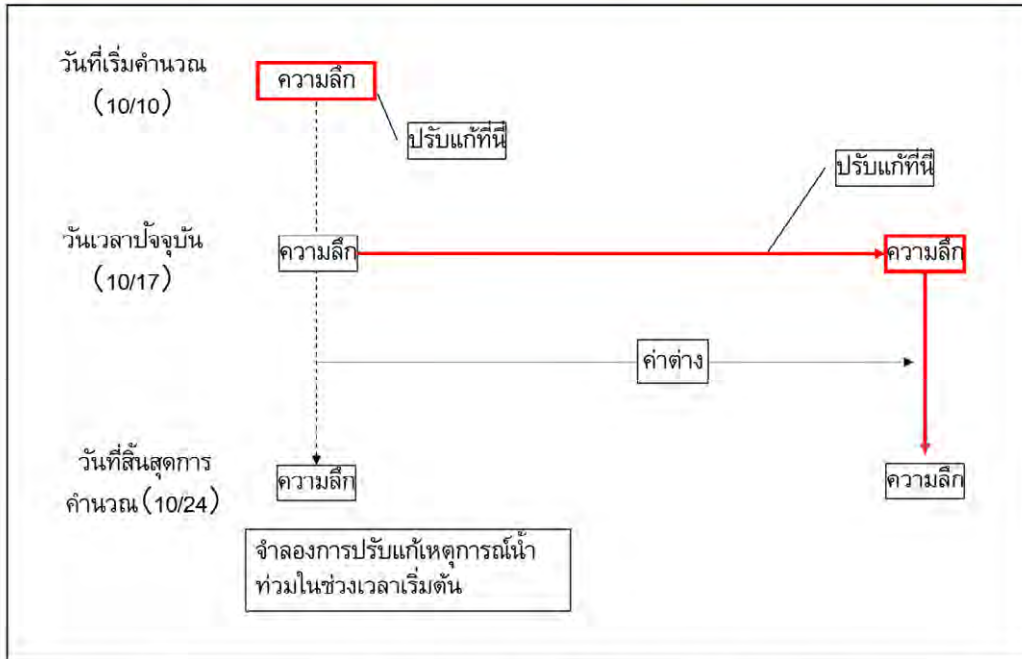 วันที่เริ่มคำนวณ
(10/10)
ความลึก
ปรับแก้ที่นี่
ปรับแก้ที่นี่
วันเวลาปัจจุบัน
(10/17)
ความลึก
ความลึก
ค่าต่าง
วันที่สิ้นสุดการ
คำนวณ(10/24)
ความลึก
ความลึก
จำลองการปรับแก้เหตุการณ์น้ำ
ท่วมในช่วงเวลาเริ่มต้น